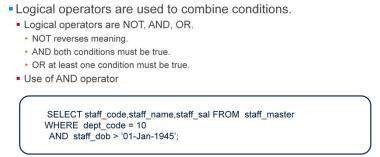 Logical operators are used to combine conditions.
Logical operators are NOT, AND, OR.
NOT reverses meaning.
AND both conditions must be true.
OR at least one condition must be true.
Use of AND operator
SELECT staff_code,staff_name,staff_sal FROM staff_master
WHERE dept_code = 10
AND staff_dob > '01-Jan-1945';